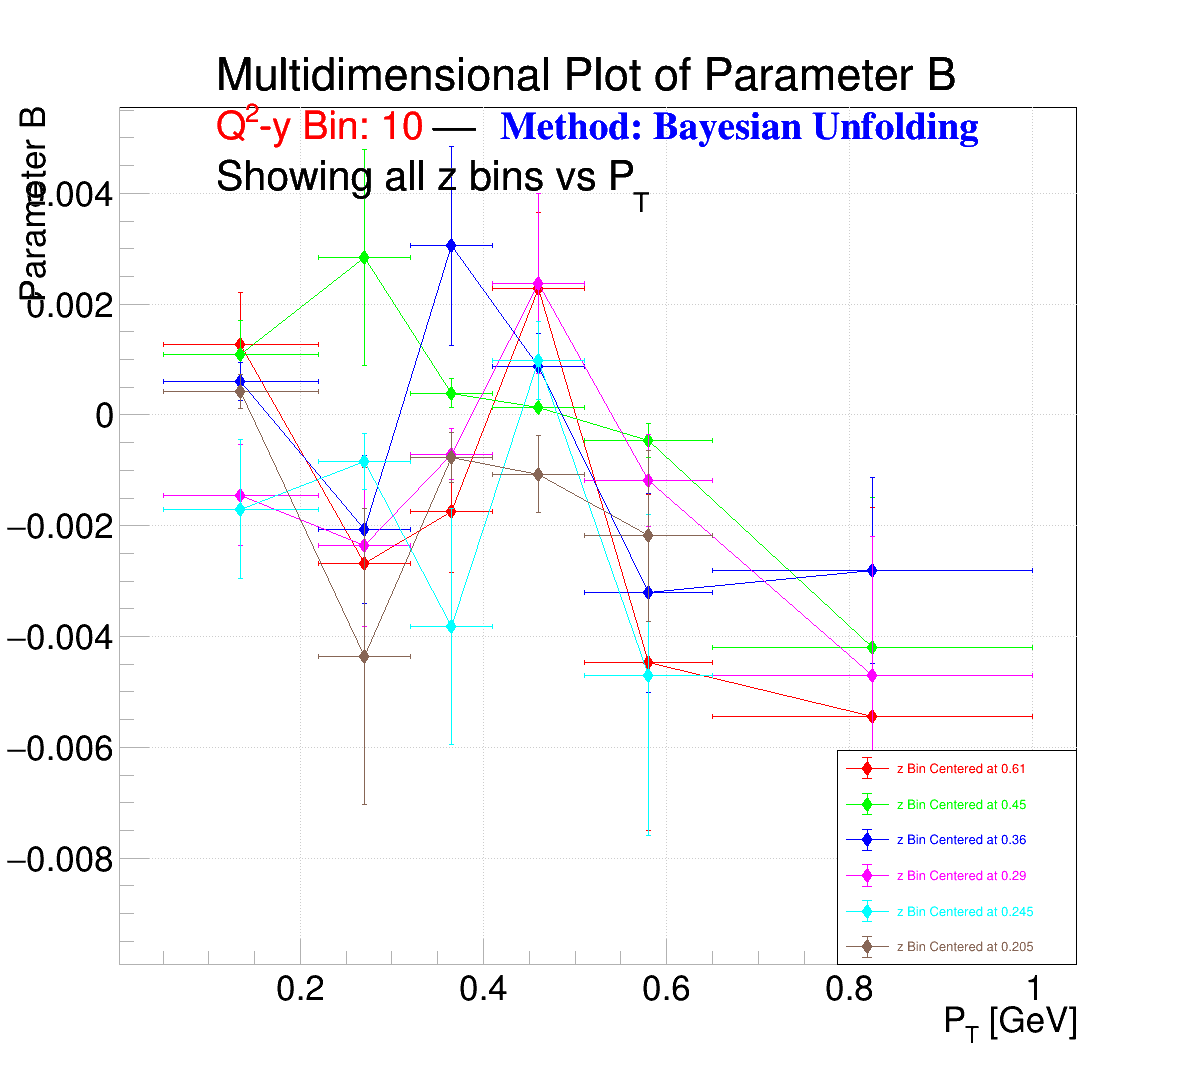 Multidimensional Plot of Parameter B
Q²-y Bin: 10 — Method: Bayesian Unfolding
Showing all z bins vs P_T
Parameter B
0.004
0.002
0
−0.002
−0.004
−0.006
−0.008
0.2 0.4 0.6 0.8 1
P_T [GeV]
z Bin Centered at 0.61
z Bin Centered at 0.45
z Bin Centered at 0.36
z Bin Centered at 0.29
z Bin Centered at 0.245
z Bin Centered at 0.205